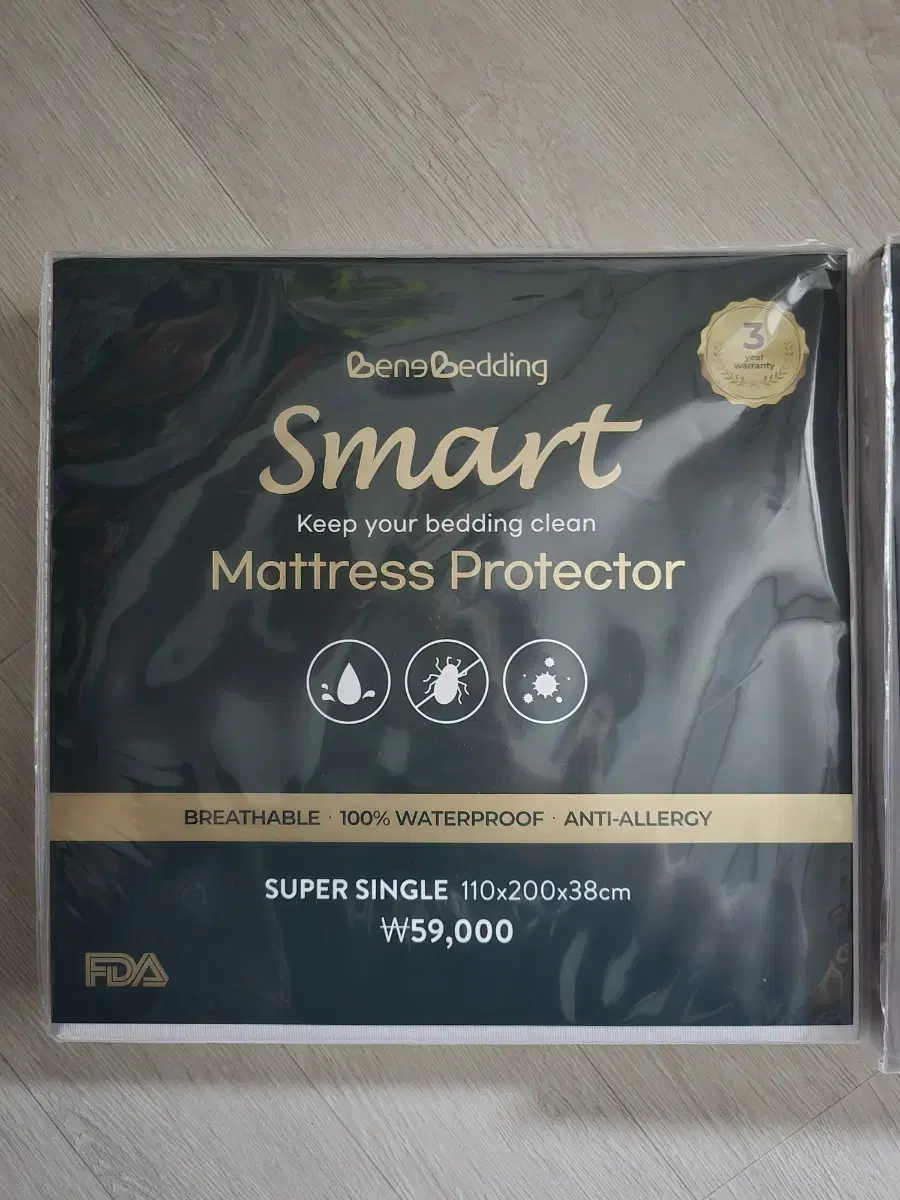 BeneBedding
3
year
warranty
Smart
Keep your bedding clean
Mattress Protector
BREATHABLE · 100% WATERPROOF · ANTI-ALLERGY
SUPER SINGLE 110x200x38cm
₩59,000
FDA